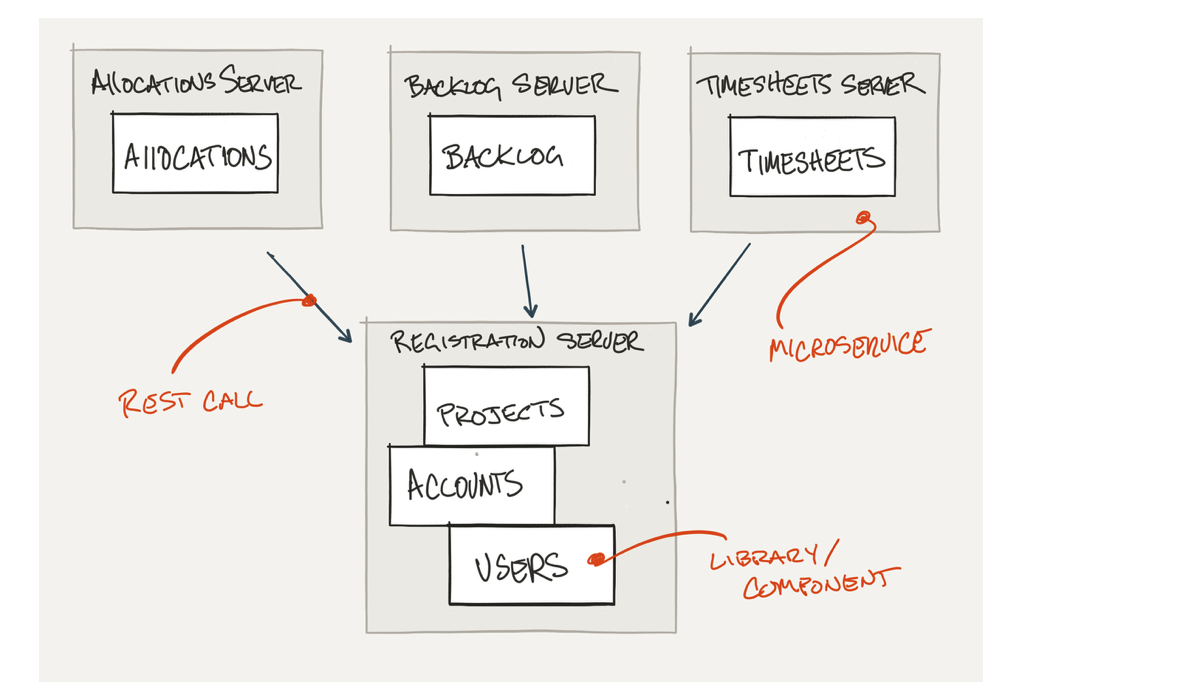 ALLOCATIONS SERVER
ALLOCATIONS
BACKLOG SERVER
BACKLOG
TIMESHEETS SERVER
TIMESHEETS
REST CALL
MICROSERVICE
REGISTRATION SERVER
PROJECTS
ACCOUNTS
USERS
LIBRARY/
COMPONENT